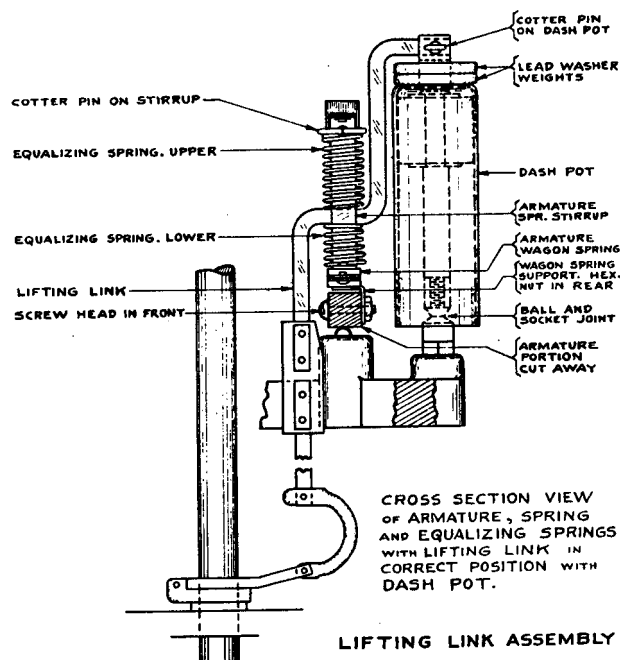 COTTER PIN
ON DASH POT
LEAD WASHER
WEIGHTS
COTTER PIN ON STIRRUP
EQUALIZING SPRING. UPPER
DASH POT
ARMATURE
SPR. STIRRUP
EQUALIZING SPRING. LOWER
ARMATURE
WAGON SPRING
WAGON SPRING
SUPPORT. HEX.
NUT IN REAR
LIFTING LINK
SCREW HEAD IN FRONT
BALL AND
SOCKET JOINT
ARMATURE
PORTION
CUT AWAY
CROSS SECTION VIEW
OF ARMATURE, SPRING
AND EQUALIZING SPRINGS
WITH LIFTING LINK IN
CORRECT POSITION WITH
DASH POT.
LIFTING LINK ASSEMBLY